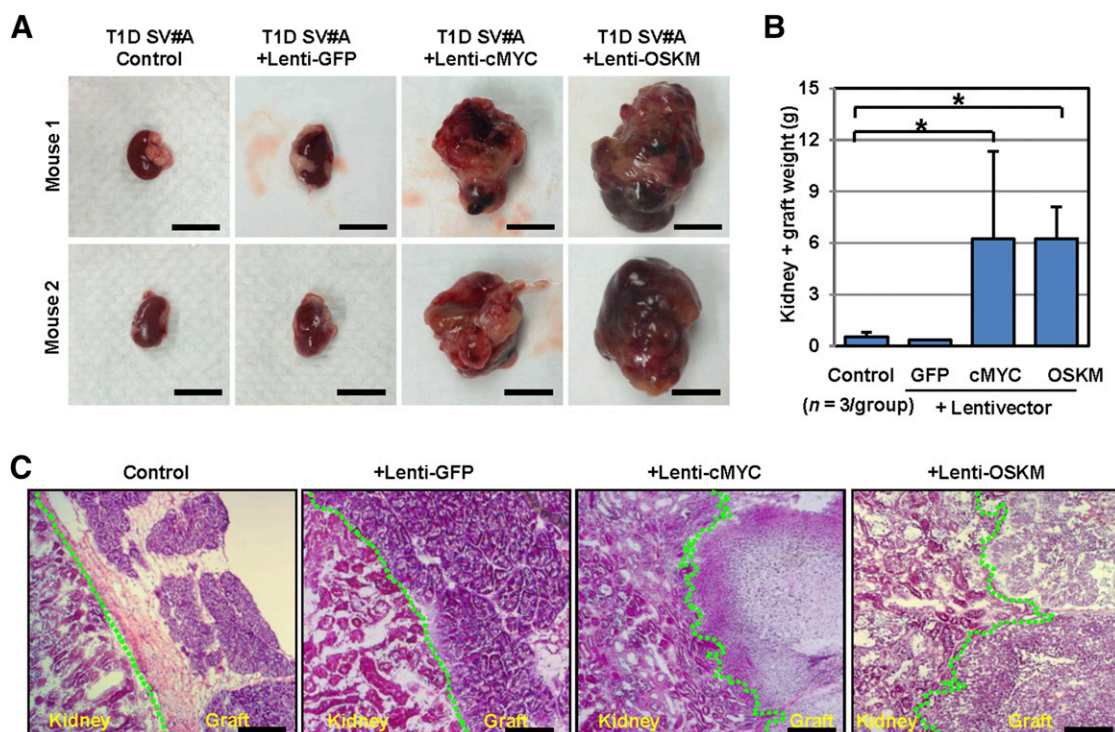 A
T1D SV#A
Control
T1D SV#A
+Lenti-GFP
T1D SV#A
+Lenti-cMYC
T1D SV#A
+Lenti-OSKM
Mouse 1
Mouse 2
B
Kidney + graft weight (g)
15
12
9
6
3
0
*
*
Control
GFP
cMYC
OSKM
(n = 3/group)
+ Lentivector
C
Control
+Lenti-GFP
+Lenti-cMYC
+Lenti-OSKM
Kidney
Graft
Kidney
Graft
Kidney
Graft
Kidney
Graft